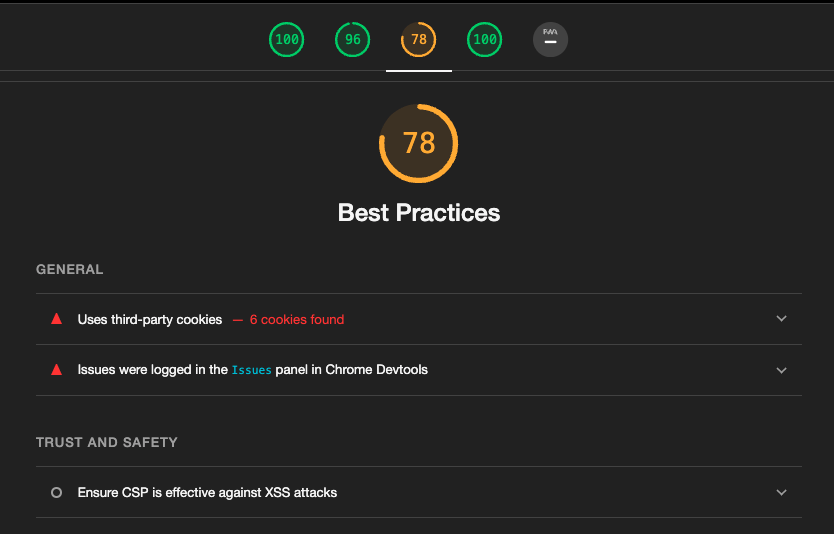 100 96 78 100 PWA
78
Best Practices
GENERAL
Uses third-party cookies — 6 cookies found
Issues were logged in the Issues panel in Chrome Devtools
TRUST AND SAFETY
Ensure CSP is effective against XSS attacks